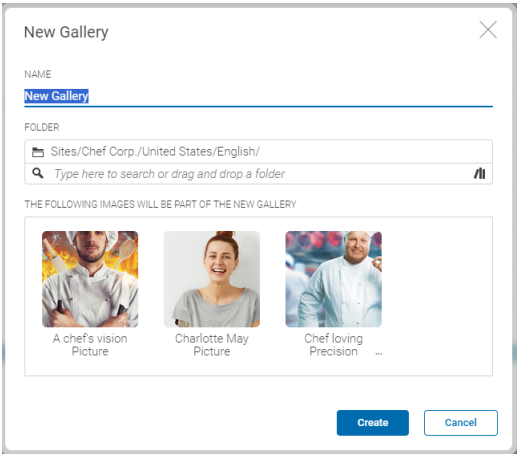 New Gallery
NAME
New Gallery
FOLDER
Sites/Chef Corp./United States/English/
Type here to search or drag and drop a folder
THE FOLLOWING IMAGES WILL BE PART OF THE NEW GALLERY
A chef's vision
Picture
Charlotte May
Picture
Chef loving
Precision ...
Create
Cancel